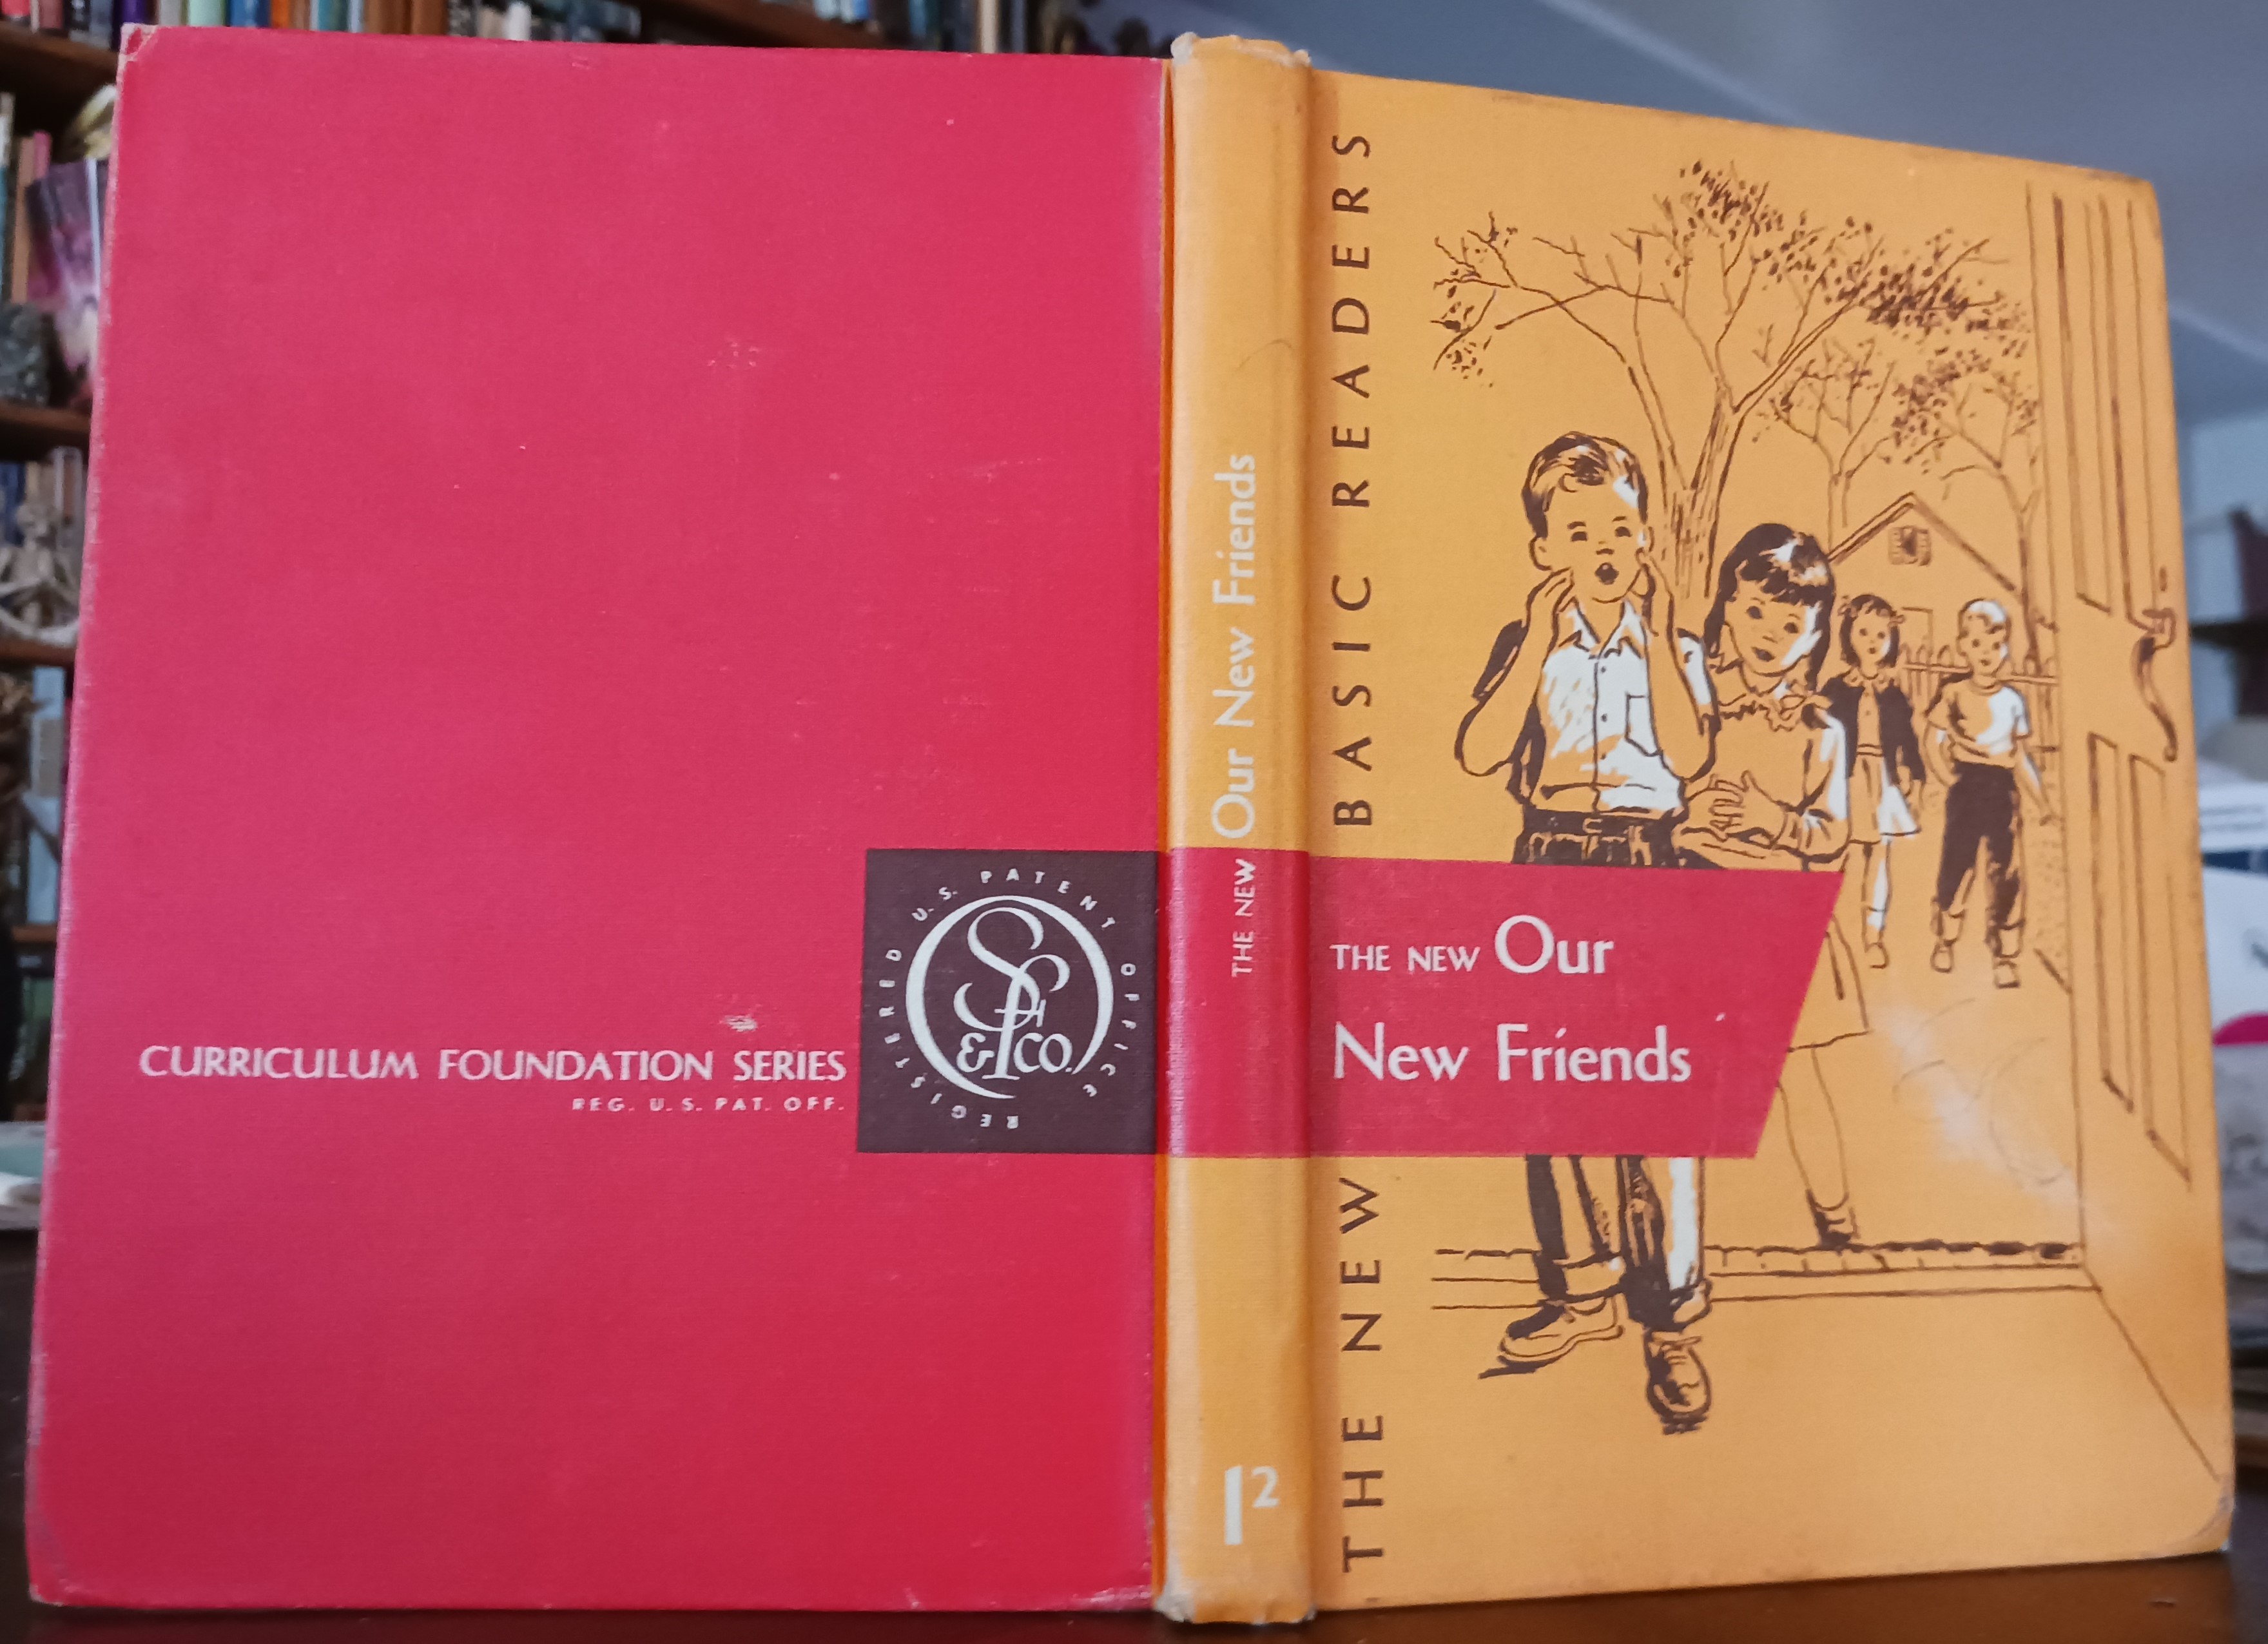 CURRICULUM FOUNDATION SERIES
REG. U. S. PAT. OFF.
REGISTERED U. S. PATENT OFFICE
S F & CO.
THE NEW Our New Friends
1²
THE NEW BASIC READERS
THE NEW Our
New Friends